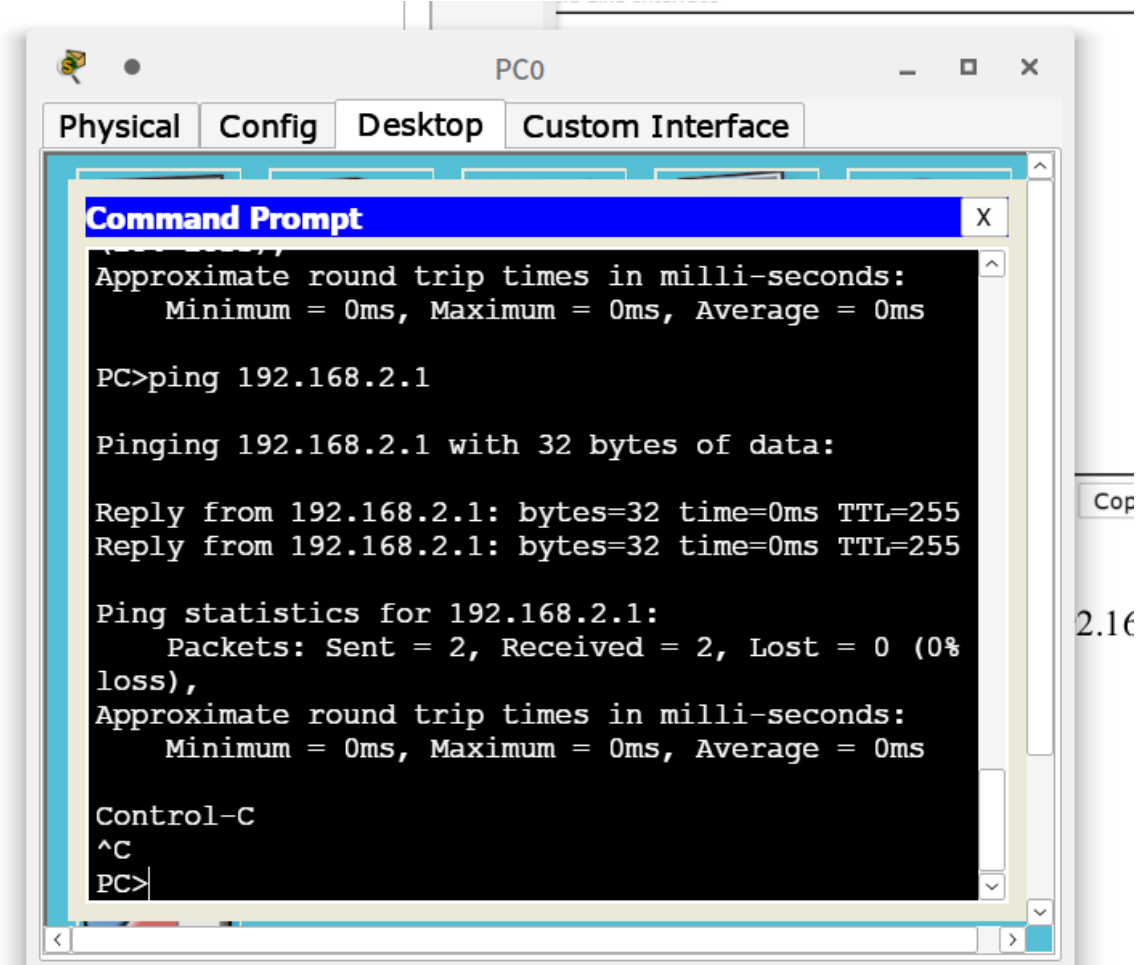 PC0
Physical Config Desktop Custom Interface
Command Prompt X
Approximate round trip times in milli-seconds:
Minimum = 0ms, Maximum = 0ms, Average = 0ms
PC>ping 192.168.2.1
Pinging 192.168.2.1 with 32 bytes of data:
Reply from 192.168.2.1: bytes=32 time=0ms TTL=255
Reply from 192.168.2.1: bytes=32 time=0ms TTL=255
Ping statistics for 192.168.2.1:
Packets: Sent = 2, Received = 2, Lost = 0 (0%
loss),
Approximate round trip times in milli-seconds:
Minimum = 0ms, Maximum = 0ms, Average = 0ms
Control-C
^C
PC>
Cop
2.16